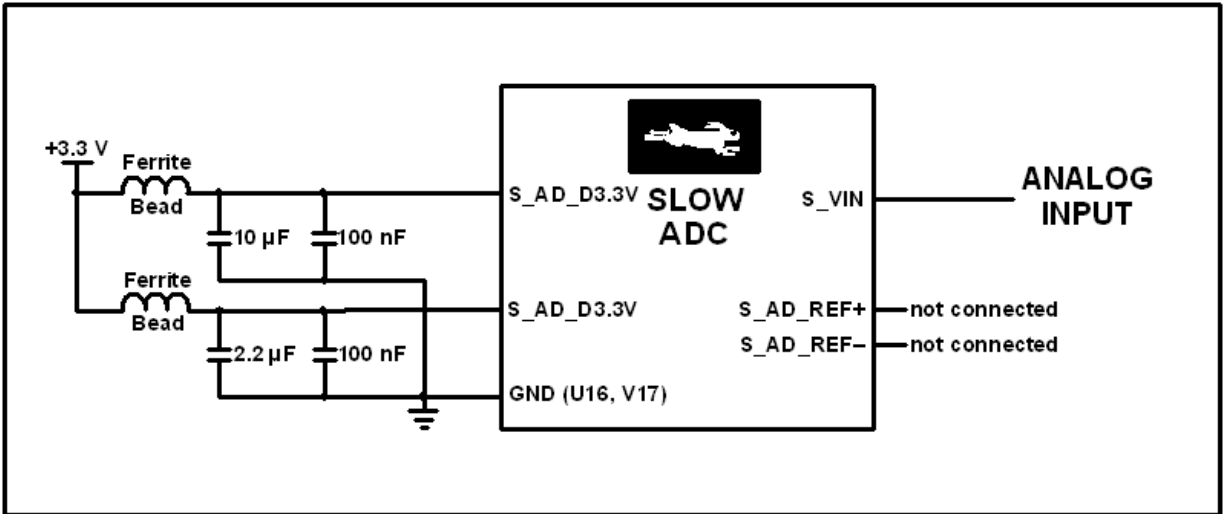 +3.3 V
Ferrite
Bead
10 µF
100 nF
Ferrite
Bead
2.2 µF
100 nF
S_AD_D3.3V
SLOW
ADC
S_VIN
ANALOG
INPUT
S_AD_D3.3V
S_AD_REF+
not connected
S_AD_REF–
not connected
GND (U16, V17)